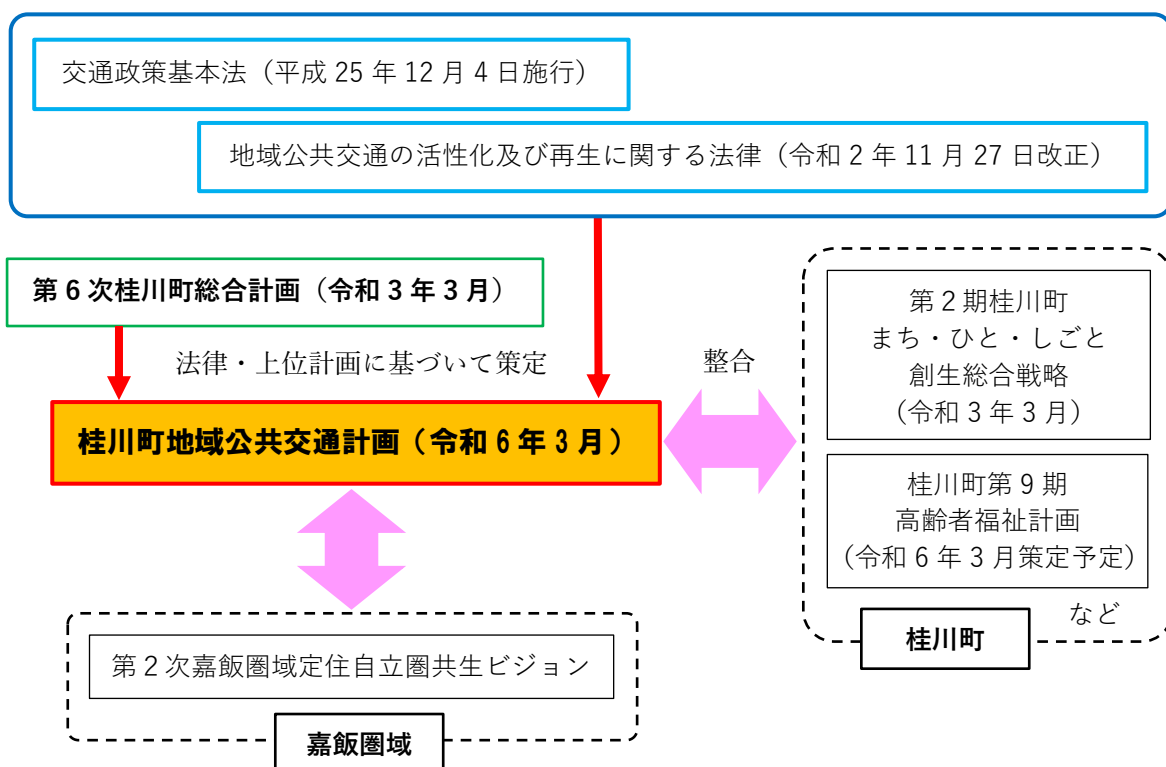 交通政策基本法（平成 25 年 12 月 4 日施行）
地域公共交通の活性化及び再生に関する法律（令和 2 年 11 月 27 日改正）
第 6 次桂川町総合計画（令和 3 年 3 月）
法律・上位計画に基づいて策定
整合
桂川町地域公共交通計画（令和 6 年 3 月）
第 2 期桂川町
まち・ひと・しごと
創生総合戦略
（令和 3 年 3 月）
桂川町第 9 期
高齢者福祉計画
（令和 6 年 3 月策定予定）
など
桂川町
第 2 次嘉飯圏域定住自立圏共生ビジョン
嘉飯圏域